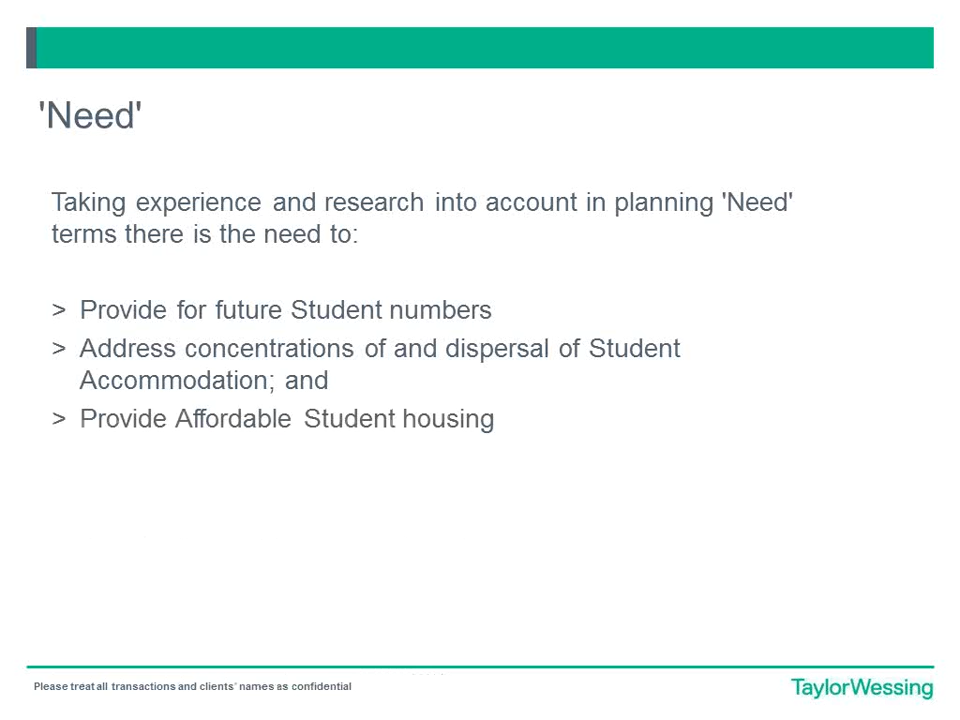 'Need'
Taking experience and research into account in planning 'Need'
terms there is the need to:
> Provide for future Student numbers
> Address concentrations of and dispersal of Student
Accommodation; and
> Provide Affordable Student housing
Please treat all transactions and clients' names as confidential
TaylorWessing